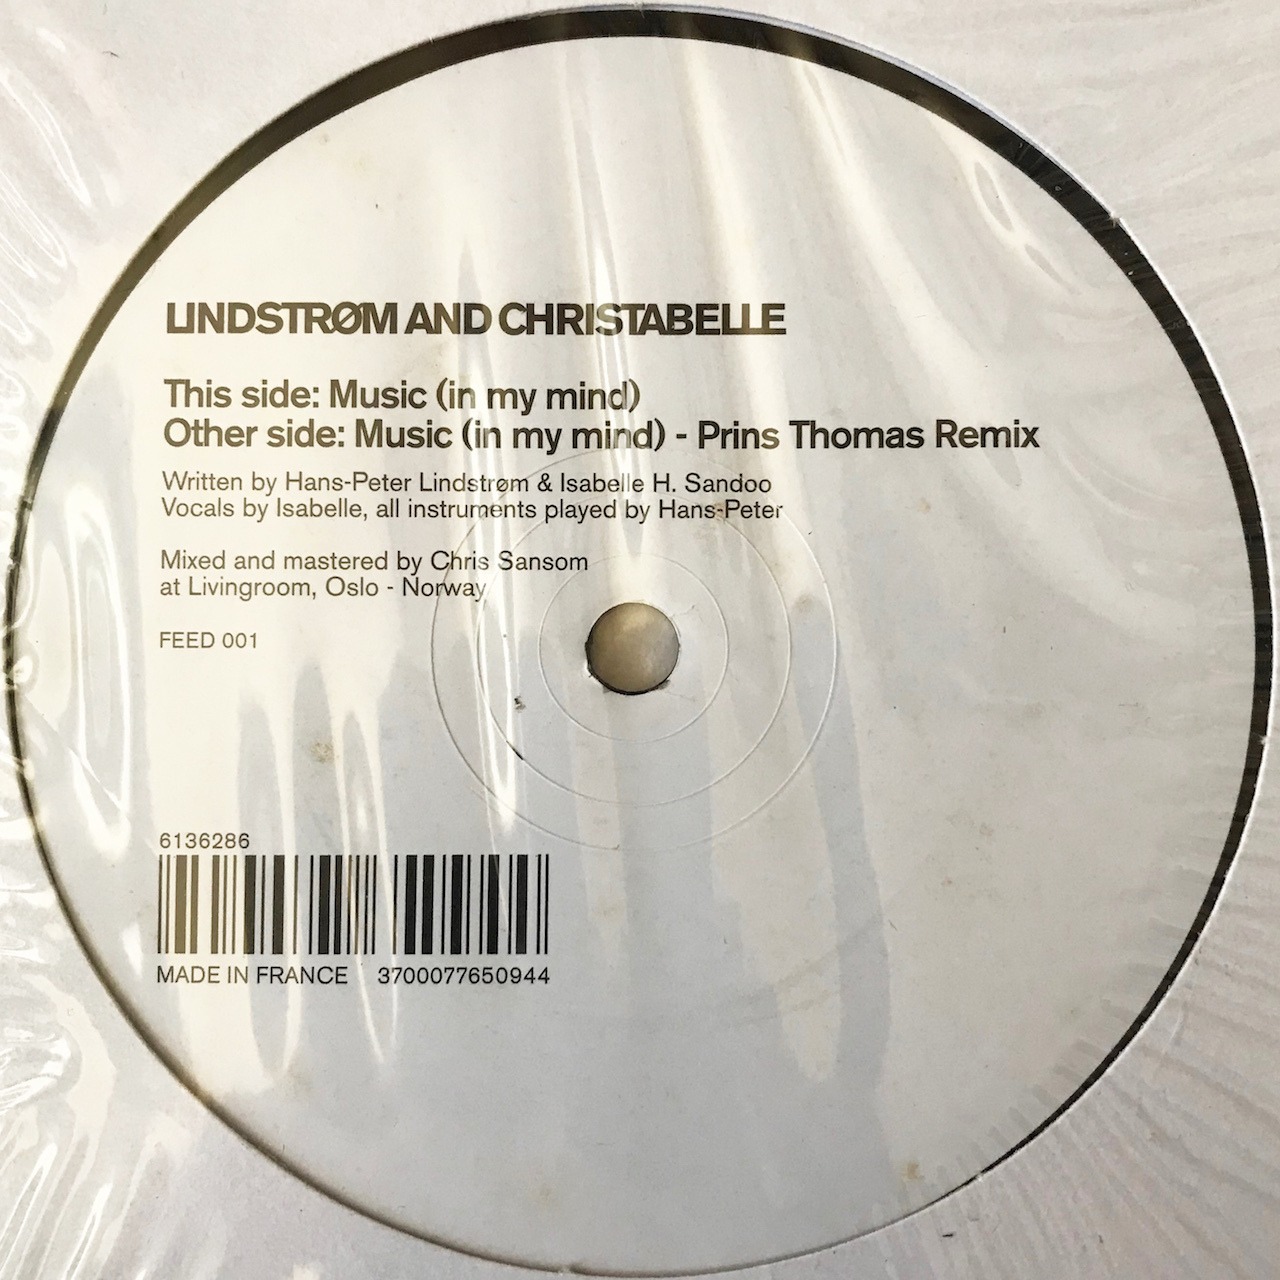 LINDSTRØM AND CHRISTABELLE
This side: Music (in my mind)
Other side: Music (in my mind) - Prins Thomas Remix
Written by Hans-Peter Lindstrøm & Isabelle H. Sandoo
Vocals by Isabelle, all instruments played by Hans-Peter
Mixed and mastered by Chris Sansom
at Livingroom, Oslo - Norway
FEED 001
6136286
MADE IN FRANCE 3700077650944